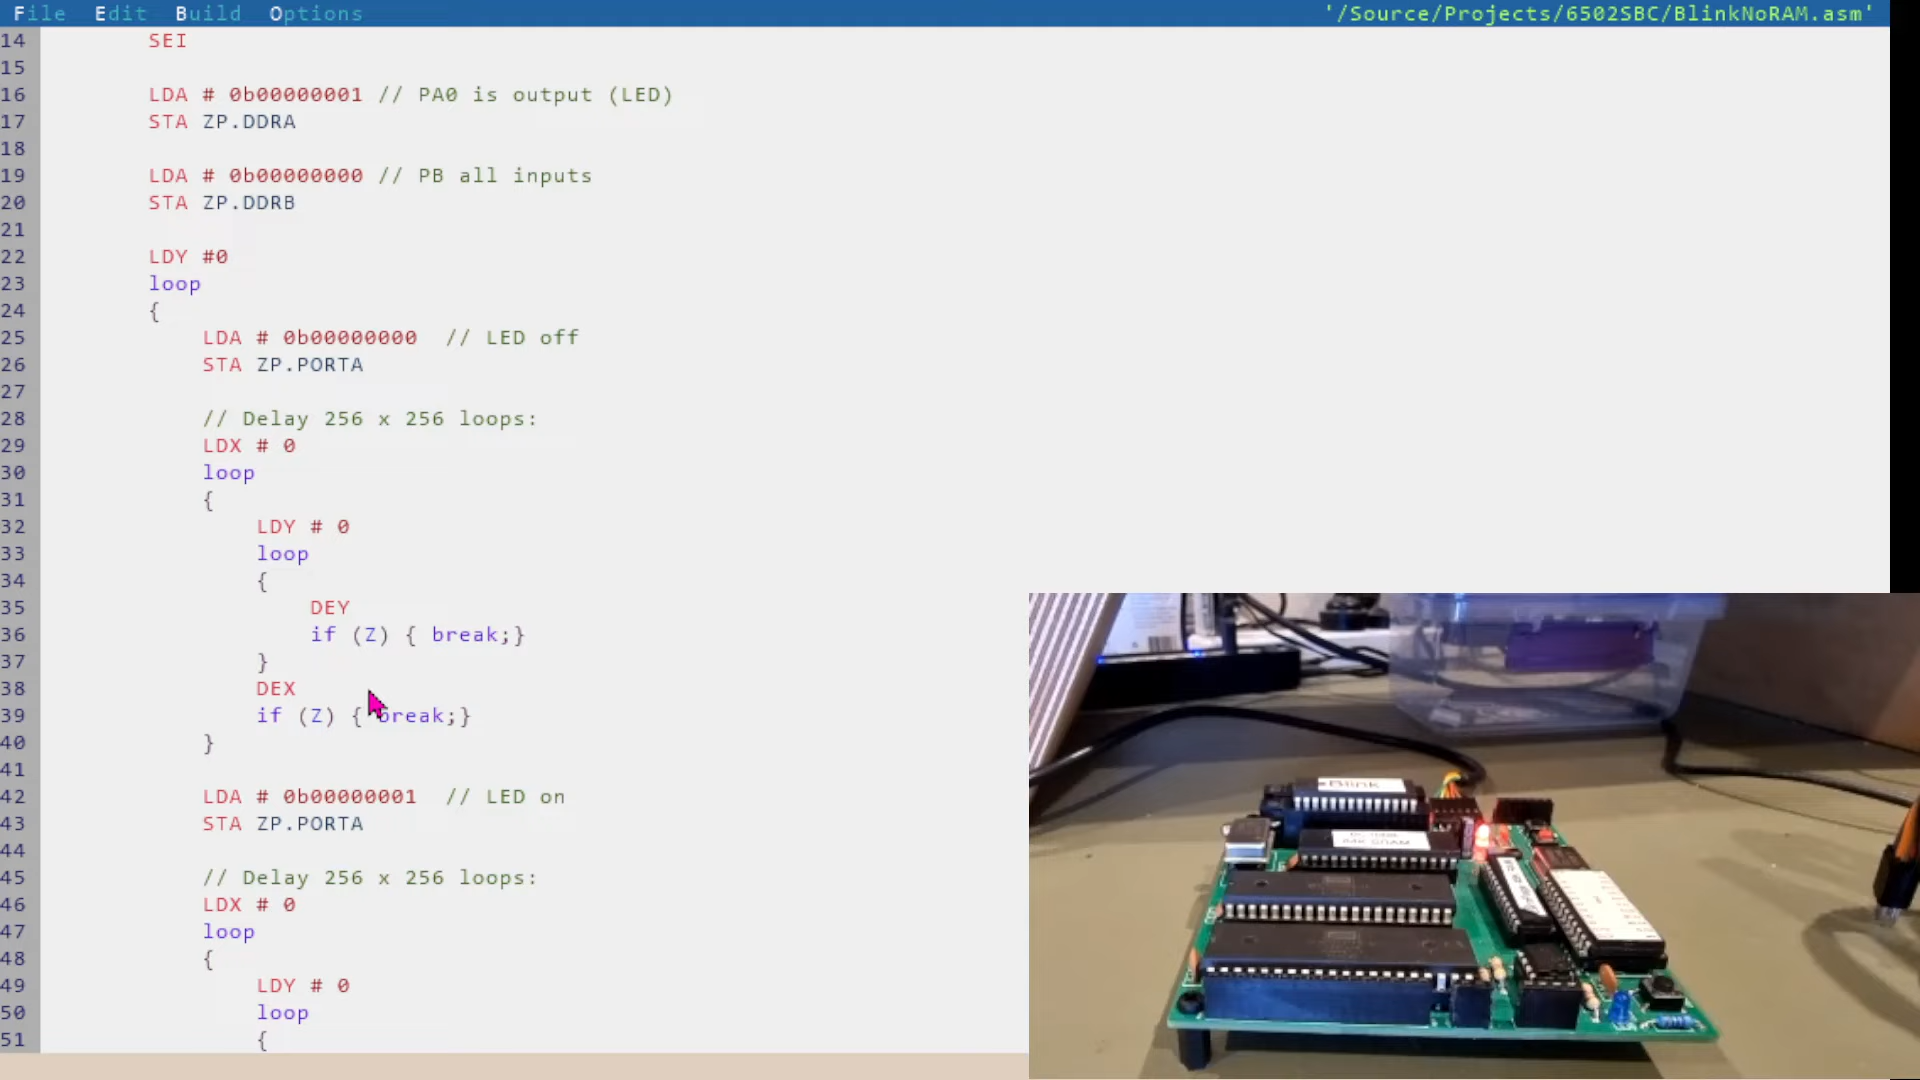 File Edit Build Options '/Source/Projects/6502SBC/BlinkNoRAM.asm'
14 SEI
15
16 LDA # 0b00000001 // PA0 is output (LED)
17 STA ZP.DDRA
18
19 LDA # 0b00000000 // PB all inputs
20 STA ZP.DDRB
21
22 LDY #0
23 loop
24 {
25 LDA # 0b00000000 // LED off
26 STA ZP.PORTA
27
28 // Delay 256 x 256 loops:
29 LDX # 0
30 loop
31 {
32 LDY # 0
33 loop
34 {
35 DEY
36 if (Z) { break;}
37 }
38 DEX
39 if (Z) { break;}
40 }
41
42 LDA # 0b00000001 // LED on
43 STA ZP.PORTA
44
45 // Delay 256 x 256 loops:
46 LDX # 0
47 loop
48 {
49 LDY # 0
50 loop
51 {
Blink